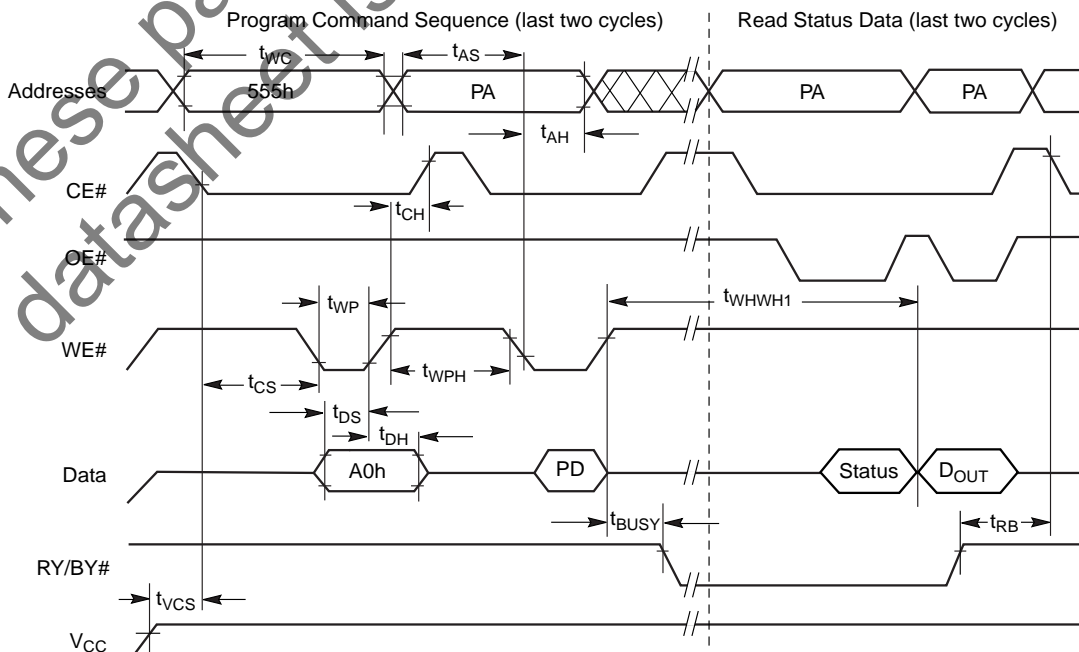 Program Command Sequence (last two cycles)
Read Status Data (last two cycles)
tWC
tAS
Addresses
555h
PA
PA
PA
tAH
CE#
tCH
OE#
tWP
tWHWH1
WE#
tCS
tWPH
tDS
tDH
Data
A0h
PD
Status
DOUT
tBUSY
tRB
RY/BY#
tVCS
VCC
datasheet is